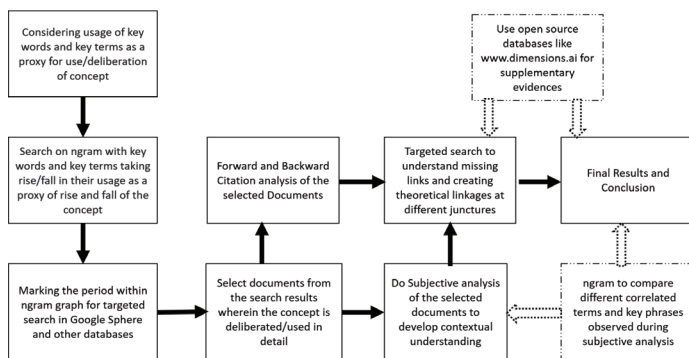 Considering usage of key
words and key terms as a
proxy for use/deliberation of
concept
Use open source
databases like
www.dimensions.ai for
supplementary
evidences
Search on ngram with key
words and key terms taking
rise/fall in their usage as a
proxy of rise and fall of the
concept
Forward and Backward
Citation analysis of the
selected Documents
Targeted search to
understand missing
links and creating
theoretical linkages at
different junctures
Final Results and
Conclusion
Marking the period within
ngram graph for targeted
search in Google Sphere
and other databases
Select documents from
the search results
wherein the concept is
deliberated/used in
detail
Do Subjective analysis
of the selected
documents to
develop contextual
understanding
ngram to compare
different correlated
terms and key phrases
observed during
subjective analysis